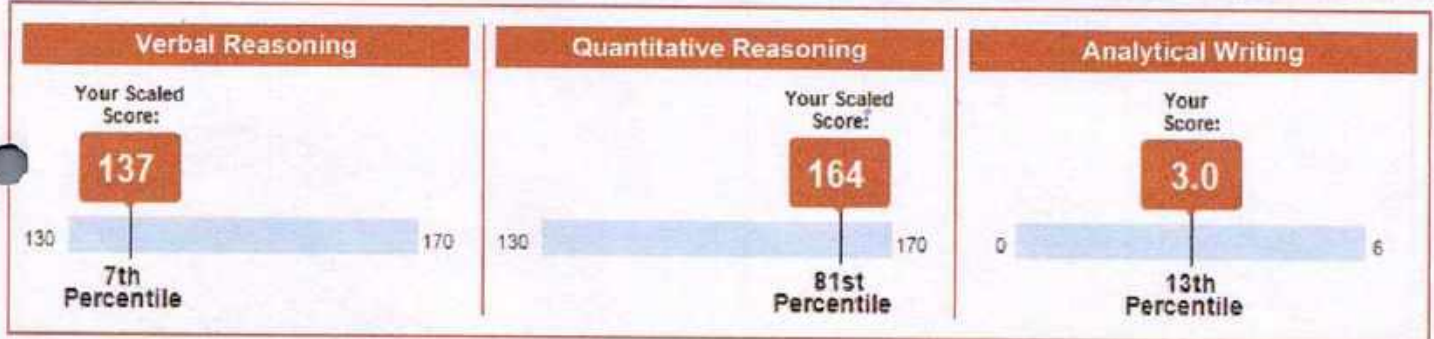 Verbal Reasoning
Your Scaled
Score:
137
130
170
7th
Percentile
Quantitative Reasoning
Your Scaled
Score:
164
130
170
81st
Percentile
Analytical Writing
Your
Score:
3.0
0
6
13th
Percentile